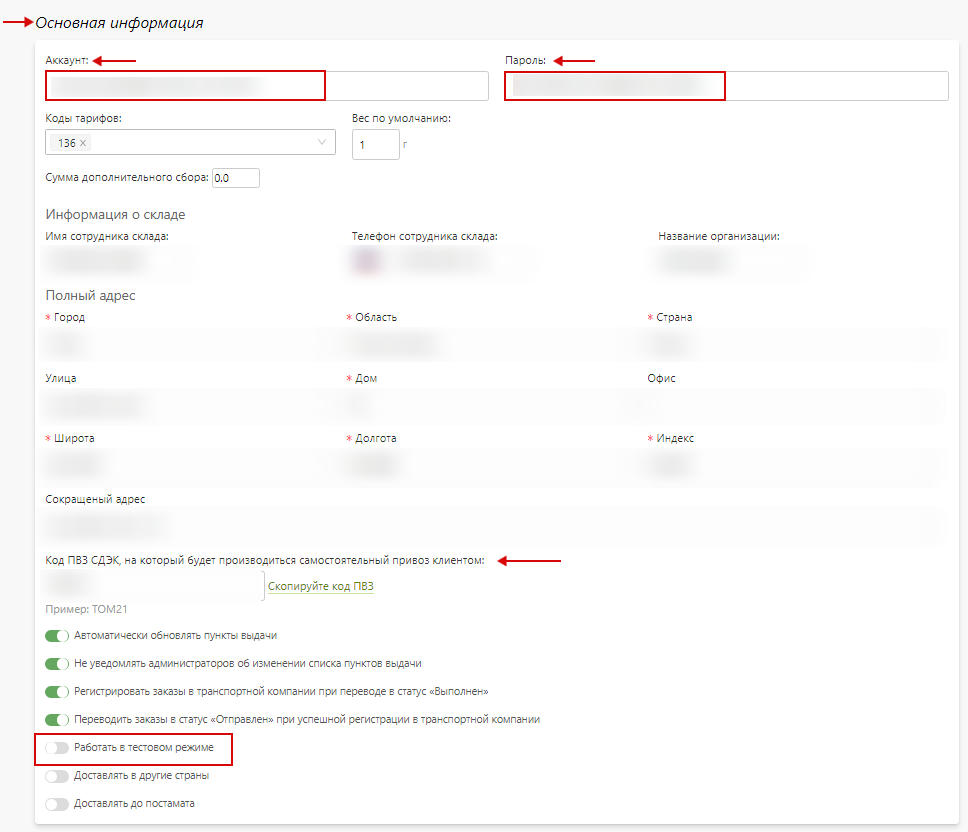 Основная информация
Аккаунт: Пароль:
Коды тарифов: Вес по умолчанию:
136 × 1 г
Сумма дополнительного сбора: 0.0
Информация о складе
Имя сотрудника склада: Телефон сотрудника склада: Название организации:
Полный адрес
* Город * Область * Страна
Улица * Дом Офис
* Широта * Долгота * Индекс
Сокращеный адрес
Код ПВЗ СДЭК, на который будет производиться самостоятельный привоз клиентом:
Скопируйте код ПВЗ
Пример: TOM21
Автоматически обновлять пункты выдачи
Не уведомлять администраторов об изменении списка пунктов выдачи
Регистрировать заказы в транспортной компании при переводе в статус «Выполнен»
Переводить заказы в статус «Отправлен» при успешной регистрации в транспортной компании
Работать в тестовом режиме
Доставлять в другие страны
Доставлять до постамата